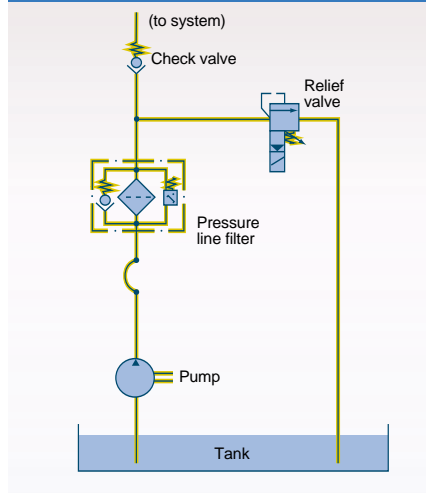 (to system)
Check valve
Relief
valve
Pressure
line filter
Pump
Tank